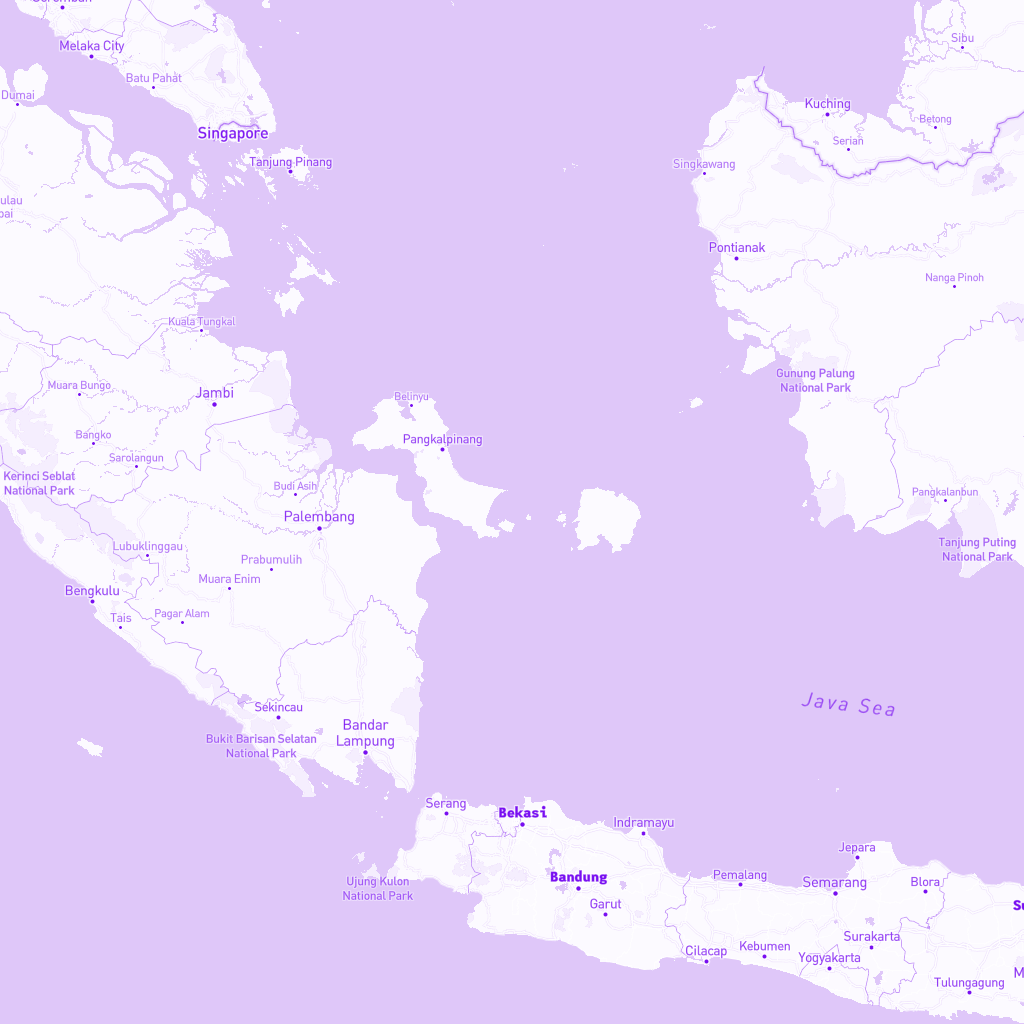 Melaka City
Sibu
Batu Pahat
Dumai
Kuching
Betong
Singapore
Serian
Tanjung Pinang
Singkawang
Pontianak
Nanga Pinoh
Kuala Tungkal
Gunung Palung
National Park
Muara Bungo
Jambi
Belinyu
Bangko
Pangkalpinang
Sarolangun
Kerinci Seblat
National Park
Budi Asih
Pangkalanbun
Palembang
Lubuklinggau
Tanjung Puting
National Park
Prabumulih
Muara Enim
Bengkulu
Pagar Alam
Tais
Java Sea
Sekincau
Bandar
Lampung
Bukit Barisan Selatan
National Park
Serang
Bekasi
Indramayu
Jepara
Bandung
Pemalang
Semarang
Blora
Ujung Kulon
National Park
Garut
Surakarta
Kebumen
Cilacap
Yogyakarta
Tulungagung